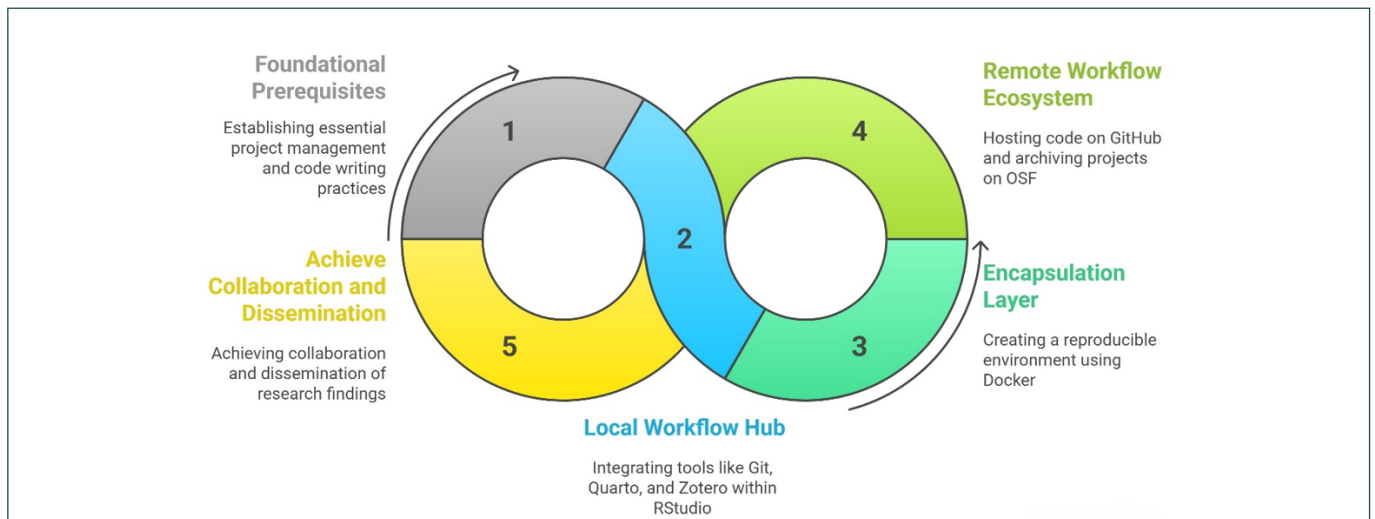 Foundational
Prerequisites
Establishing essential
project management
and code writing
practices
1
Achieve
Collaboration and
Dissemination
Achieving collaboration
and dissemination of
research findings
5
2
Local Workflow Hub
Integrating tools like Git,
Quarto, and Zotero within
RStudio
4
Remote Workflow
Ecosystem
Hosting code on GitHub
and archiving projects
on OSF
3
Encapsulation
Layer
Creating a reproducible
environment using
Docker